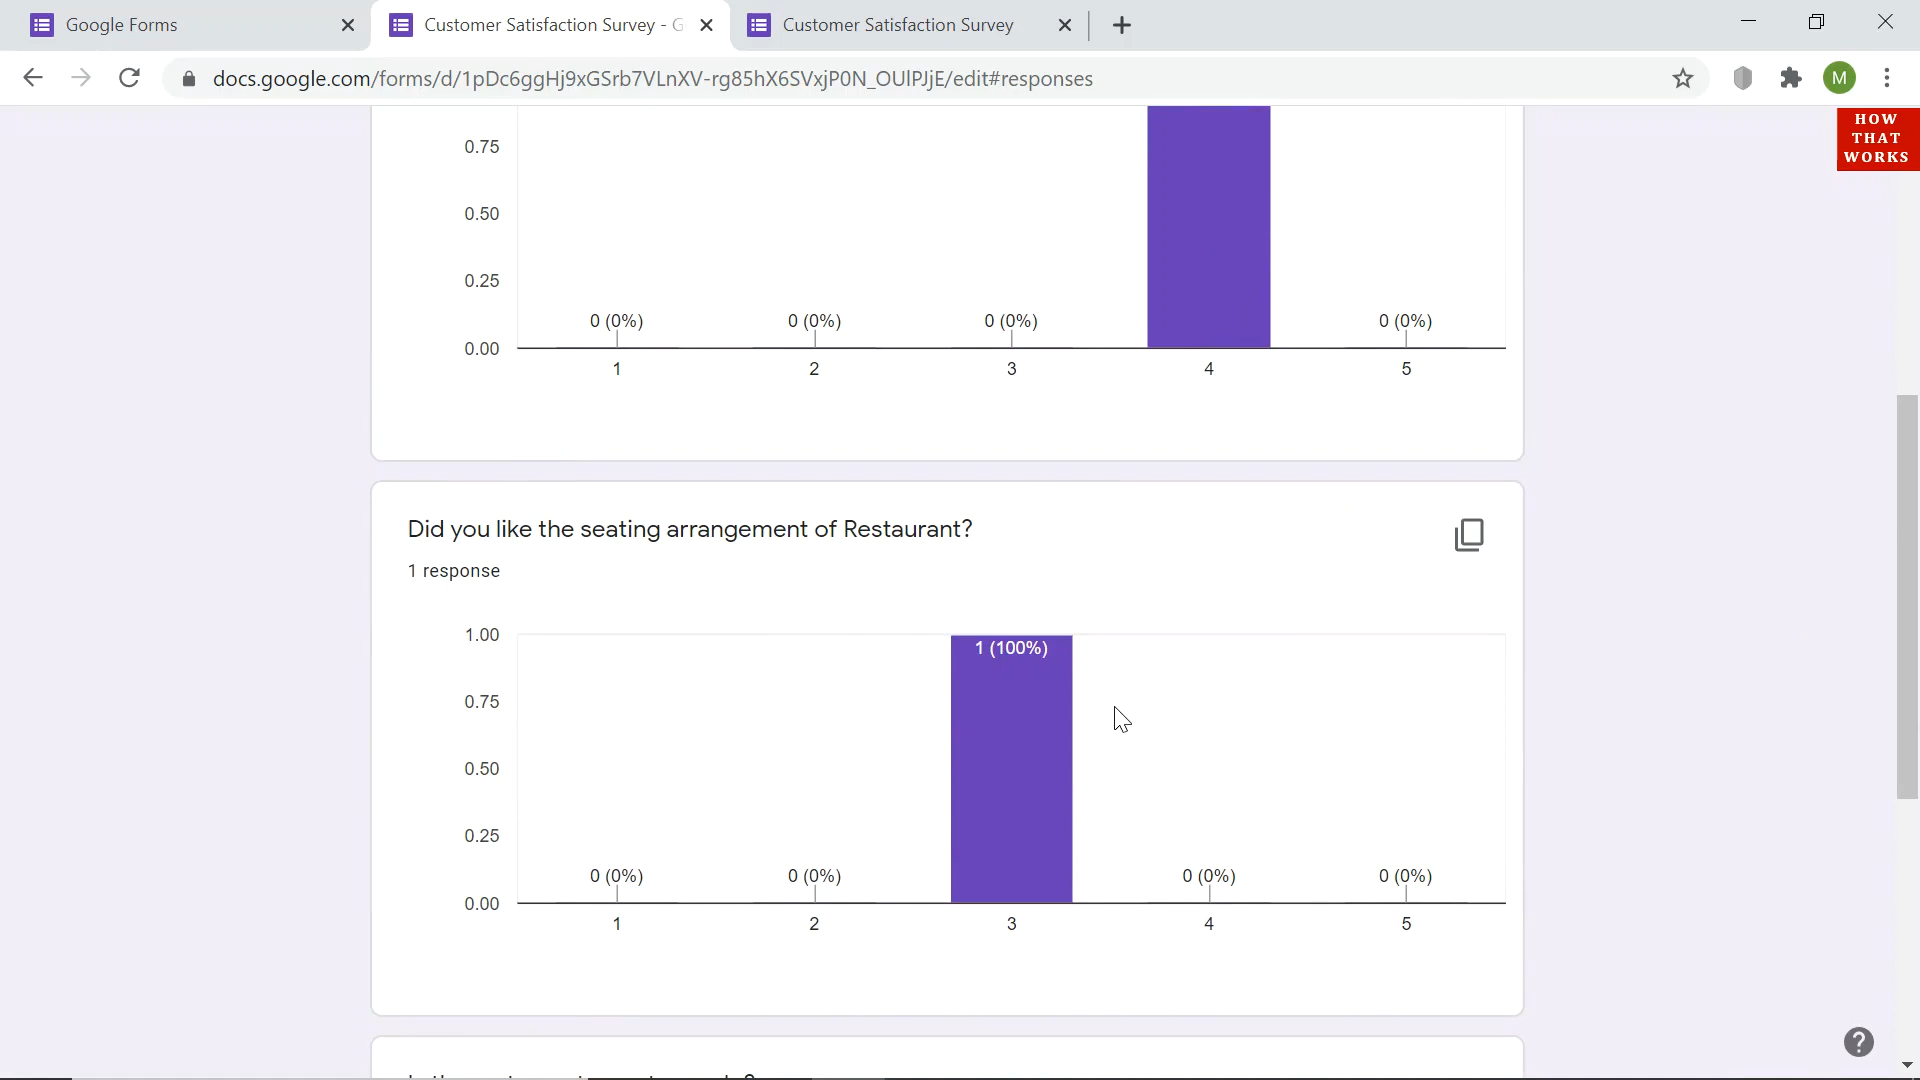 Google Forms
Customer Satisfaction Survey - G
Customer Satisfaction Survey
docs.google.com/forms/d/1pDc6ggHj9xGSrb7VLnXV-rg85hX6SVxjP0N_OUlPJjE/edit#responses
M
HOW
THAT
WORKS
0.75
0.50
0.25
0 (0%) 0 (0%) 0 (0%) 0 (0%)
0.00
1 2 3 4 5
Did you like the seating arrangement of Restaurant?
1 response
1.00
1 (100%)
0.75
0.50
0.25
0 (0%) 0 (0%) 0 (0%) 0 (0%)
0.00
1 2 3 4 5
?